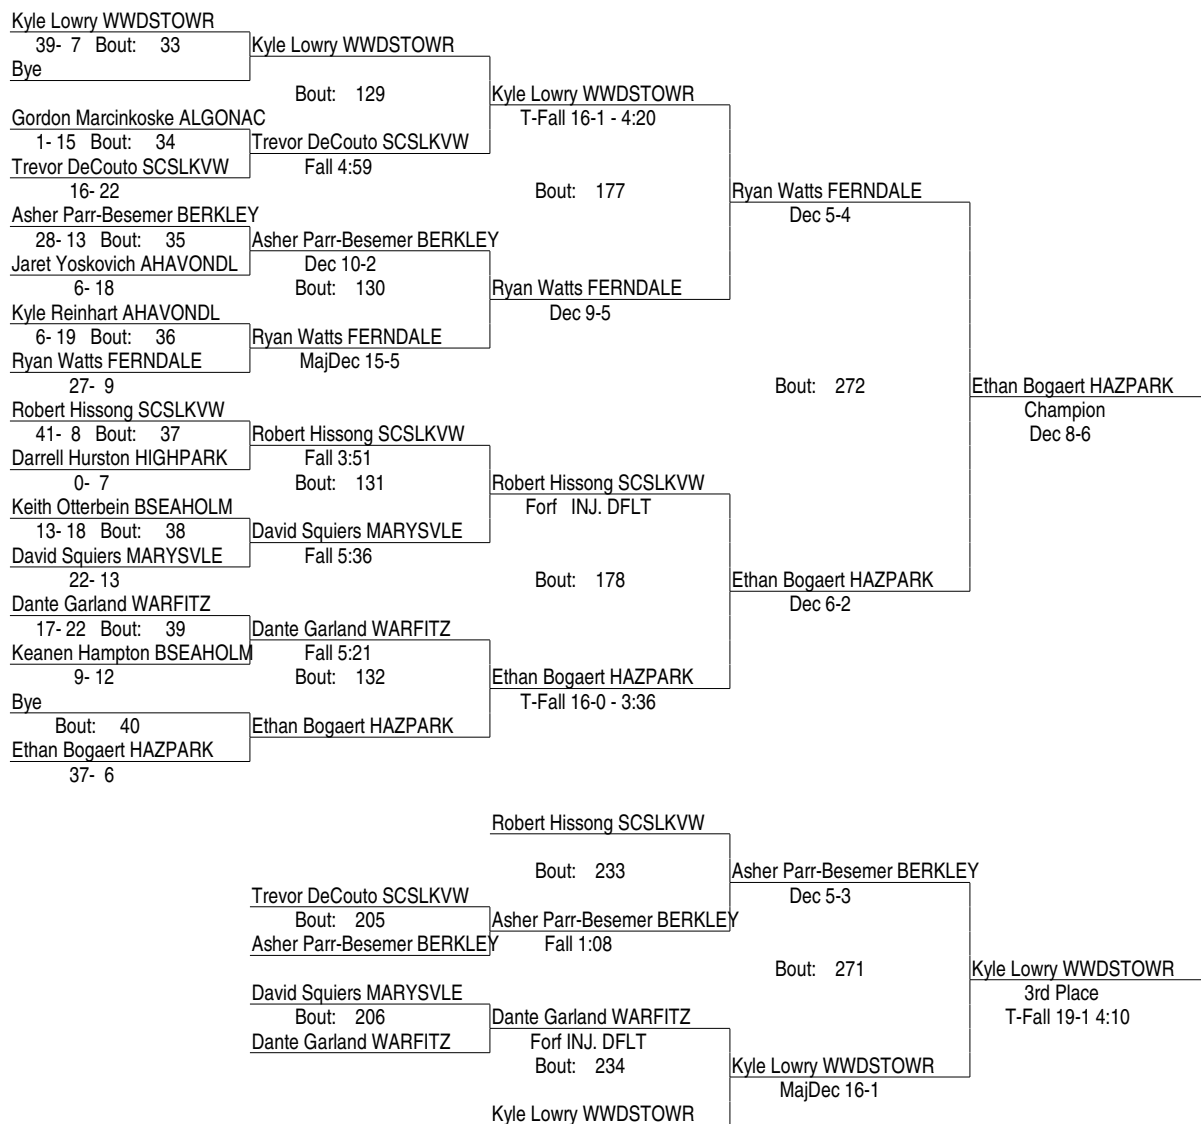 Kyle Lowry WWDSTOWR
39- 7 Bout: 33
Kyle Lowry WWDSTOWR
Bye
Bout: 129
Kyle Lowry WWDSTOWR
Gordon Marcinkoske ALGONAC
T-Fall 16-1 - 4:20
1- 15 Bout: 34
Trevor DeCouto SCSLKVW
Trevor DeCouto SCSLKVW
Fall 4:59
16- 22
Bout: 177
Ryan Watts FERNDALE
Asher Parr-Besemer BERKLEY
Dec 5-4
28- 13 Bout: 35
Asher Parr-Besemer BERKLEY
Jaret Yoskovich AHAVONDL
Dec 10-2
6- 18
Bout: 130
Ryan Watts FERNDALE
Kyle Reinhart AHAVONDL
Dec 9-5
6- 19 Bout: 36
Ryan Watts FERNDALE
Ryan Watts FERNDALE
MajDec 15-5
27- 9
Bout: 272
Ethan Bogaert HAZPARK
Robert Hissong SCSLKVW
Champion
41- 8 Bout: 37
Robert Hissong SCSLKVW
Dec 8-6
Darrell Hurston HIGHPARK
Fall 3:51
0- 7
Bout: 131
Robert Hissong SCSLKVW
Keith Otterbein BSEAHOLM
Forf INJ. DFLT
13- 18 Bout: 38
David Squiers MARYSVLE
David Squiers MARYSVLE
Fall 5:36
22- 13
Bout: 178
Ethan Bogaert HAZPARK
Dante Garland WARFITZ
Dec 6-2
17- 22 Bout: 39
Dante Garland WARFITZ
Keanen Hampton BSEAHOLM
Fall 5:21
9- 12
Bout: 132
Ethan Bogaert HAZPARK
Bye
T-Fall 16-0 - 3:36
Bout: 40
Ethan Bogaert HAZPARK
Ethan Bogaert HAZPARK
37- 6
Robert Hissong SCSLKVW
Bout: 233
Asher Parr-Besemer BERKLEY
Trevor DeCouto SCSLKVW
Dec 5-3
Bout: 205
Asher Parr-Besemer BERKLEY
Asher Parr-Besemer BERKLEY
Fall 1:08
Bout: 271
Kyle Lowry WWDSTOWR
David Squiers MARYSVLE
3rd Place
Bout: 206
Dante Garland WARFITZ
T-Fall 19-1 4:10
Dante Garland WARFITZ
Forf INJ. DFLT
Bout: 234
Kyle Lowry WWDSTOWR
MajDec 16-1
Kyle Lowry WWDSTOWR